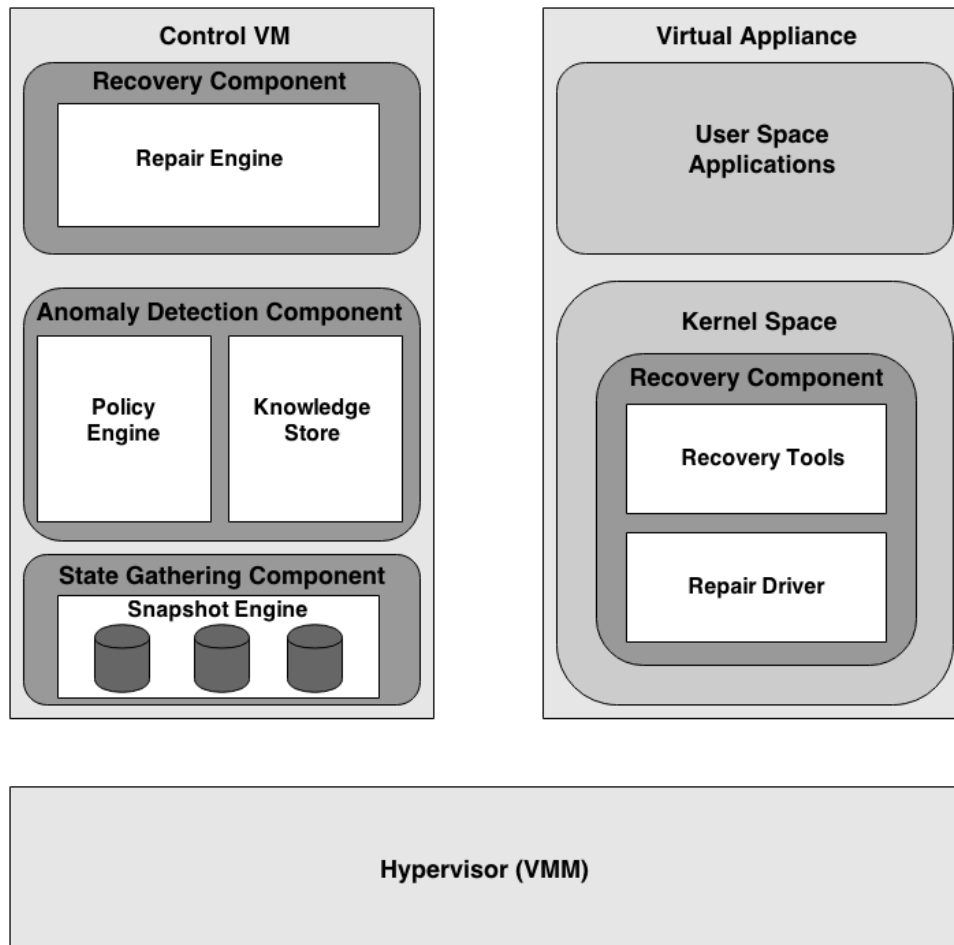 Control VM
Recovery Component
Repair Engine
Anomaly Detection Component
Policy
Engine
Knowledge
Store
State Gathering Component
Snapshot Engine
Virtual Appliance
User Space
Applications
Kernel Space
Recovery Component
Recovery Tools
Repair Driver
Hypervisor (VMM)